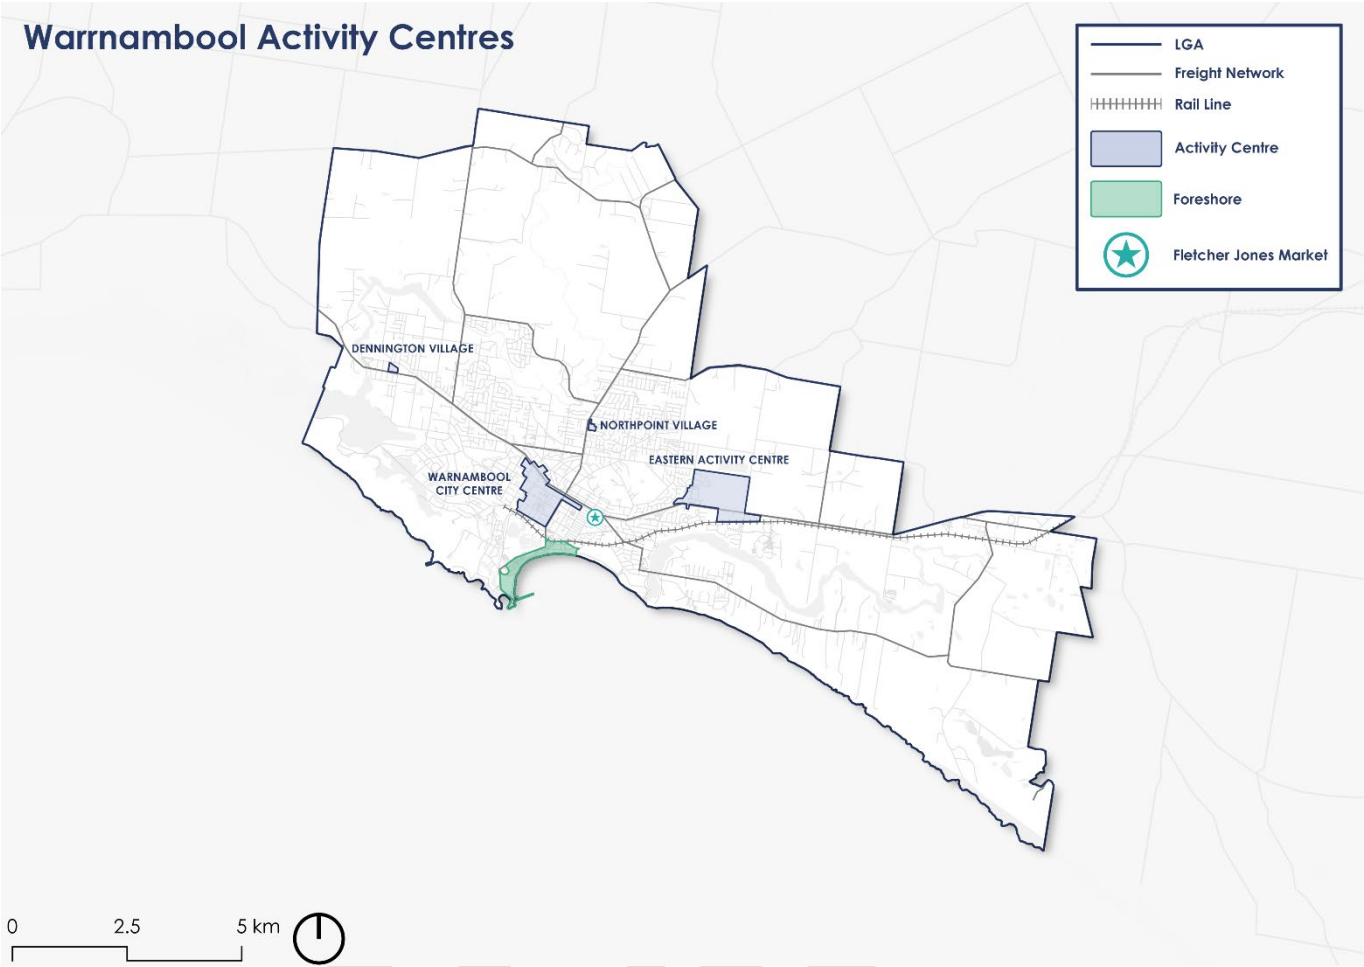 Warrnambool Activity Centres
LGA
Freight Network
Rail Line
Activity Centre
Foreshore
Fletcher Jones Market
DENNINGTON VILLAGE
NORTHPOINT VILLAGE
EASTERN ACTIVITY CENTRE
WARNAMBOOL
CITY CENTRE
0 2.5 5 km